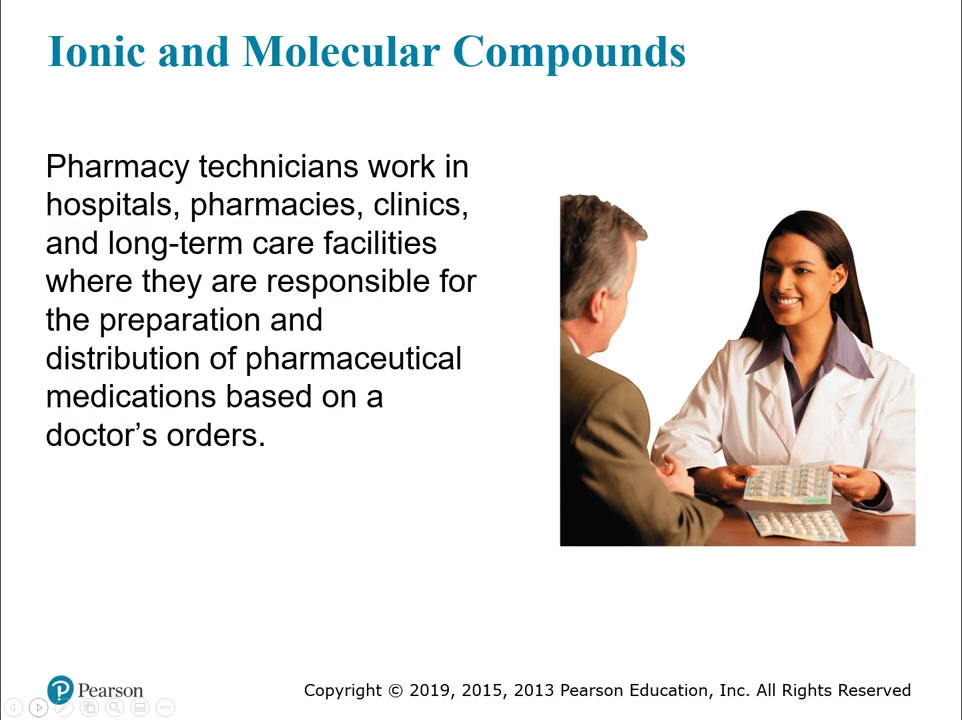 Ionic and Molecular Compounds
Pharmacy technicians work in
hospitals, pharmacies, clinics,
and long-term care facilities
where they are responsible for
the preparation and
distribution of pharmaceutical
medications based on a
doctor’s orders.
P Pearson
Copyright © 2019, 2015, 2013 Pearson Education, Inc. All Rights Reserved